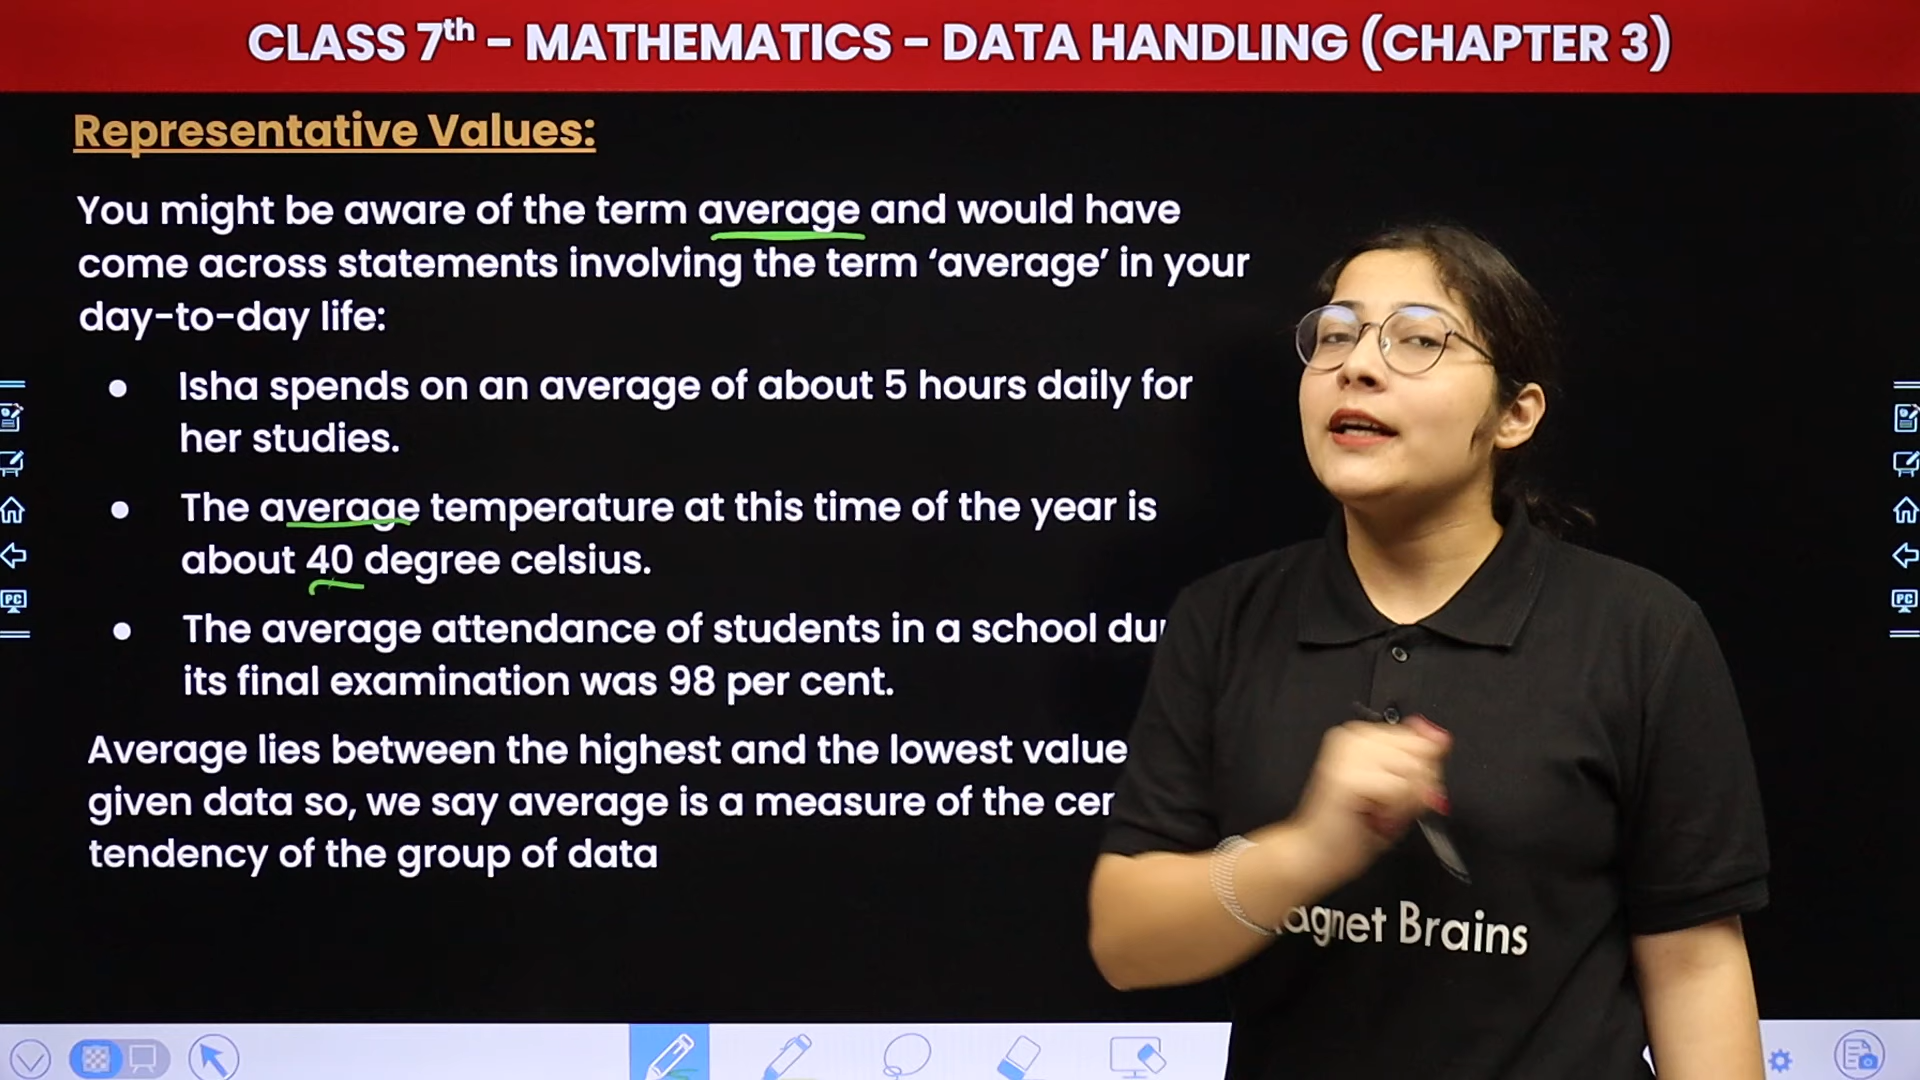 CLASS 7th - MATHEMATICS - DATA HANDLING (CHAPTER 3)
Representative Values:
You might be aware of the term average and would have
come across statements involving the term ‘average’ in your
day-to-day life:
• Isha spends on an average of about 5 hours daily for
her studies.
• The average temperature at this time of the year is
about 40 degree celsius.
• The average attendance of students in a school
its final examination was 98 per cent.
Average lies between the highest and the lowest value
given data so, we say average is a measure of the
tendency of the group of data
Brains
PC
PC